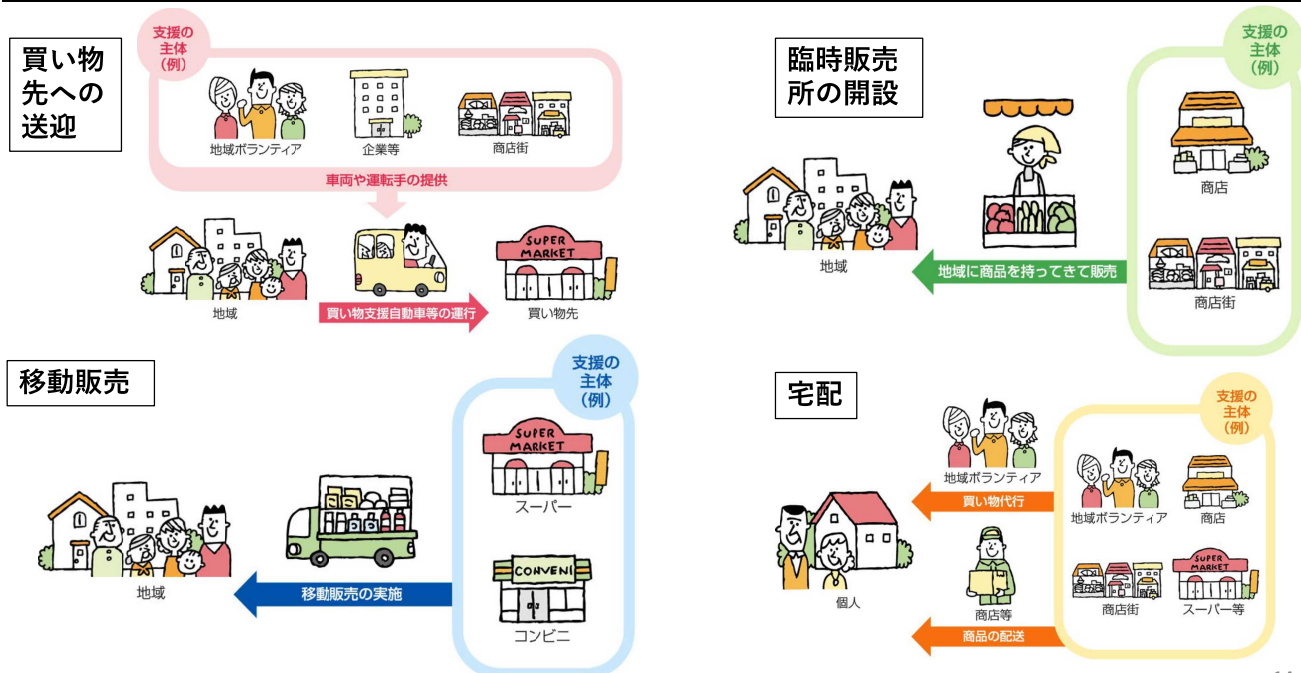 買い物
先への
送迎
支援の
主体
（例）
地域ボランティア
企業等
商店街
車両や運転手の提供
SUPER
MARKET
地域
買い物支援自動車等の運行
買い物先
臨時販売
所の開設
支援の
主体
（例）
商店
地域
地域に商品を持ってきて販売
商店街
移動販売
支援の
主体
（例）
SUPER
MARKET
スーパー
地域
移動販売の実施
CONVENI
コンビニ
宅配
支援の
主体
（例）
地域ボランティア
買い物代行
地域ボランティア
商店
個人
商店等
商品の配送
SUPER
MARKET
商店街
スーパー等